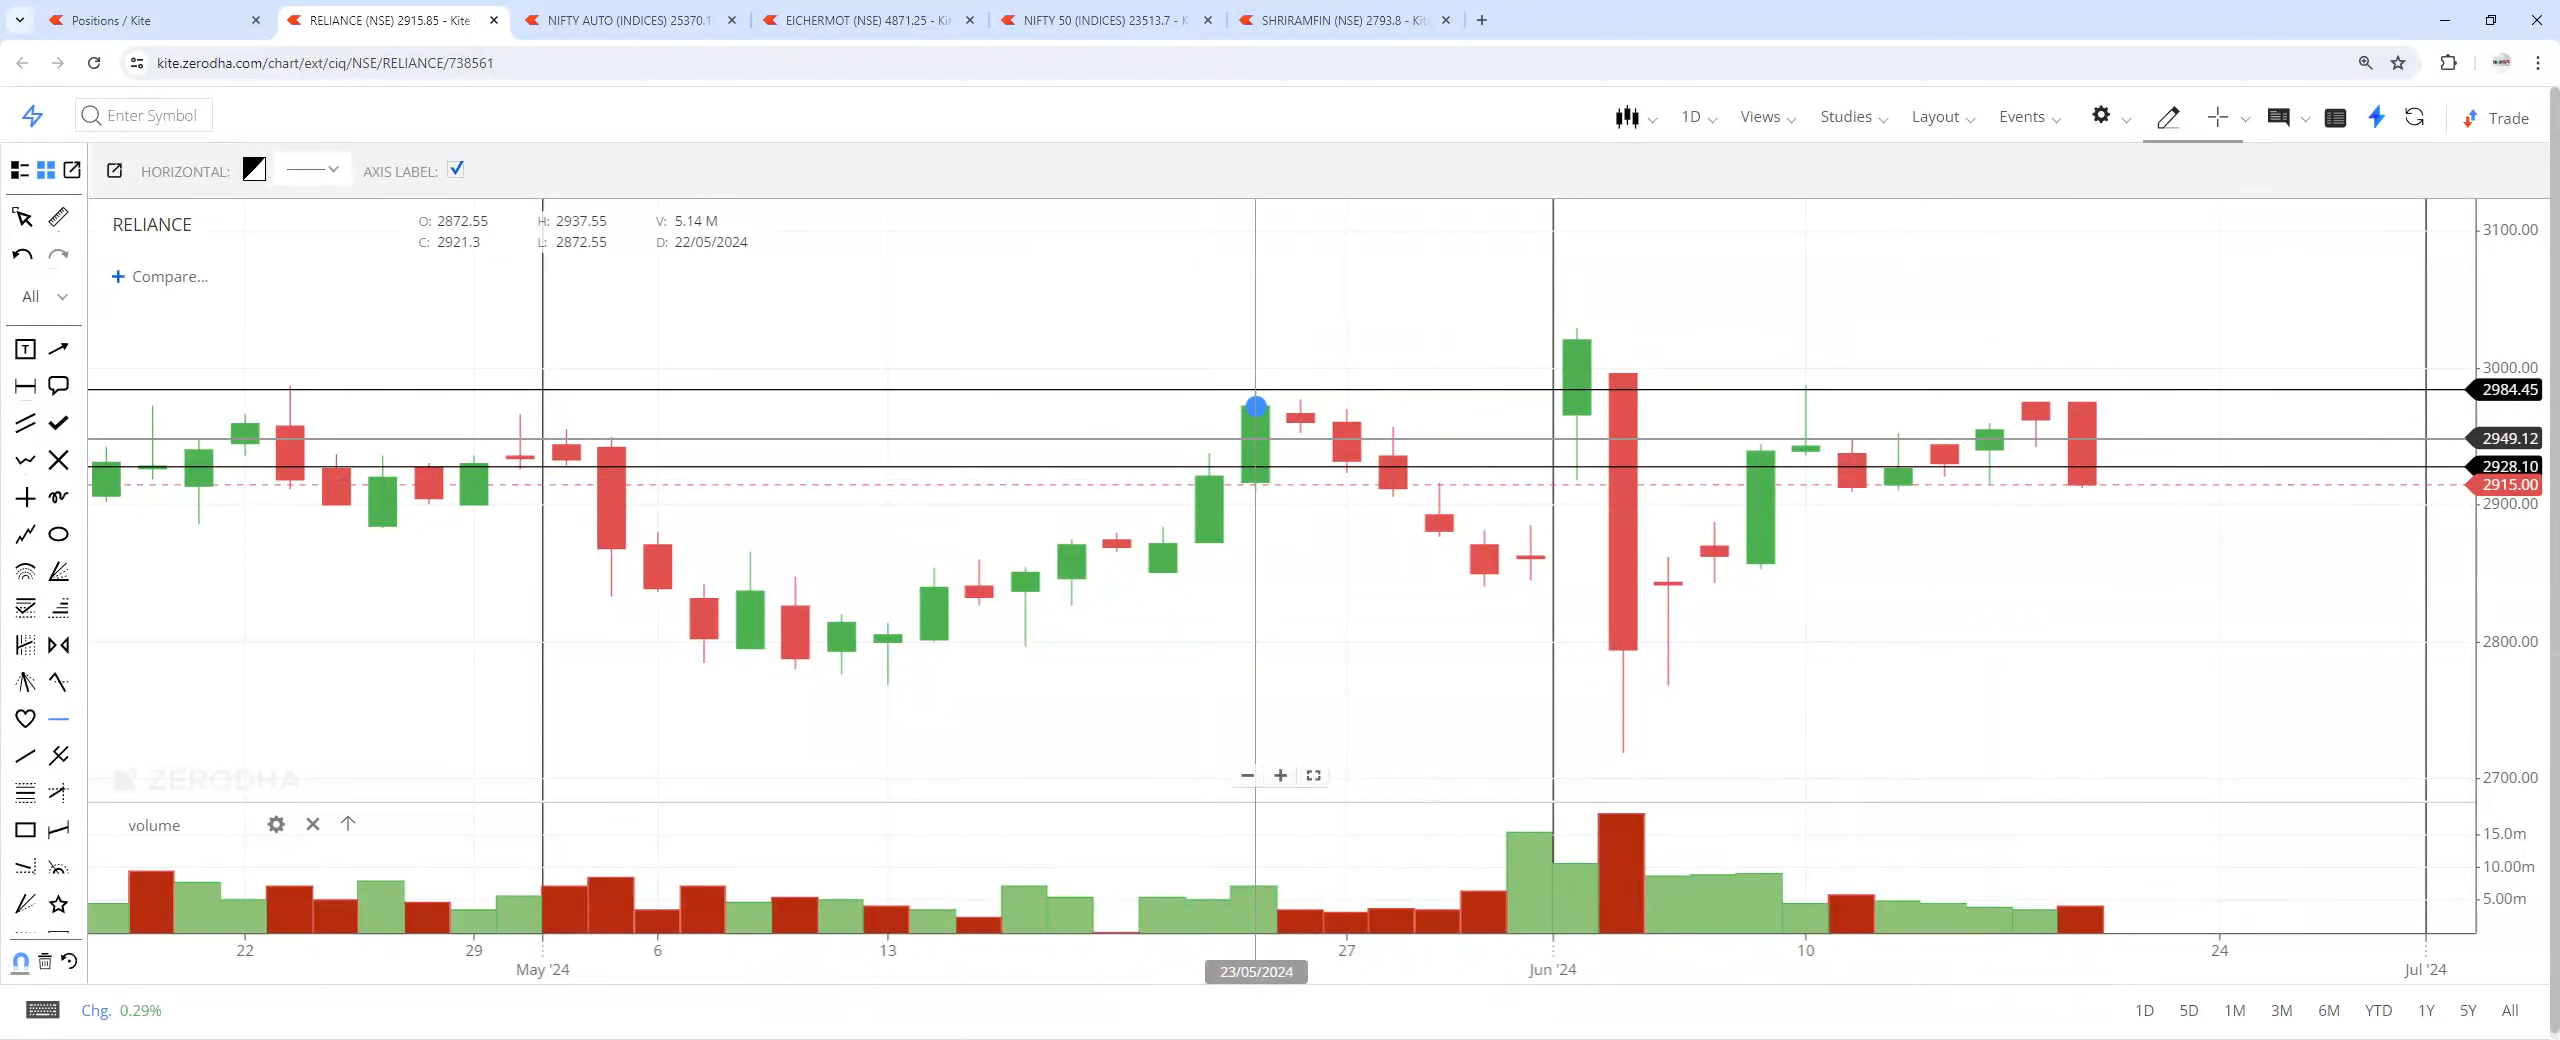 Positions / Kite
RELIANCE (NSE) 2915.85 - Kite
NIFTY AUTO (INDICES) 25370.1
EICHERMOT (NSE) 4871.25 - Kit
NIFTY 50 (INDICES) 23513.7 - K
SHRIRAMFIN (NSE) 2793.8 - Kite
kite.zerodha.com/chart/ext/ciq/NSE/RELIANCE/738561
Enter Symbol
1D
Views
Studies
Layout
Events
Trade
HORIZONTAL:
AXIS LABEL:
All
RELIANCE
O: 2872.55 H: 2937.55 V: 5.14 M
C: 2921.3 L: 2872.55 D: 22/05/2024
+ Compare...
3100.00
3000.00
2984.45
2949.12
2928.10
2915.00
2900.00
2800.00
2700.00
ZERODHA
volume
15.0m
10.00m
5.00m
22 29 6 13 27 10 24
May '24 23/05/2024 Jun '24 Jul '24
Chg. 0.29%
1D 5D 1M 3M 6M YTD 1Y 5Y All